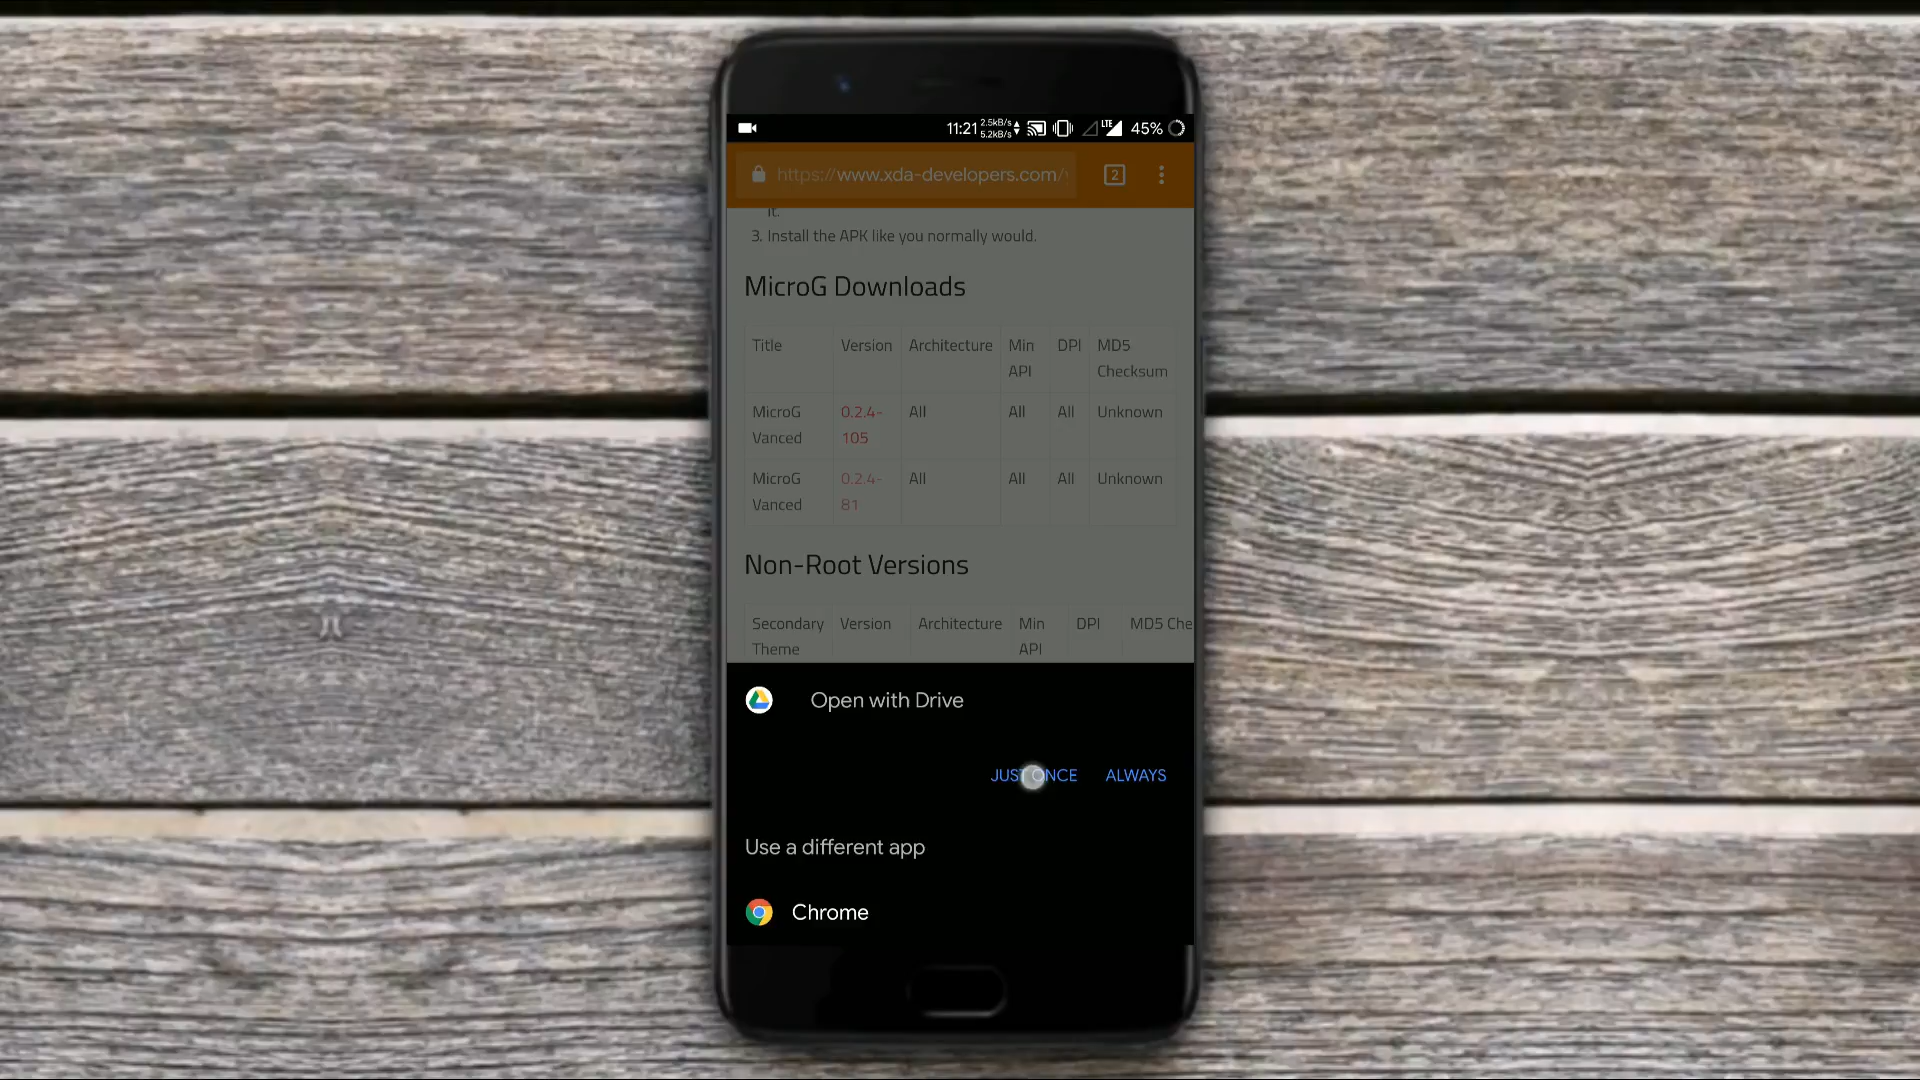 11:21 2.5kB/s 5.2kB/s LTE 45%
https://www.xda-developers.com/ 2
it.
3. Install the APK like you normally would.
MicroG Downloads
Title Version Architecture Min API DPI MD5 Checksum
MicroG Vanced 0.2.4-105 All All All Unknown
MicroG Vanced 0.2.4-81 All All All Unknown
Non-Root Versions
Secondary Theme Version Architecture Min API DPI MD5 Che
Open with Drive
JUST ONCE ALWAYS
Use a different app
Chrome